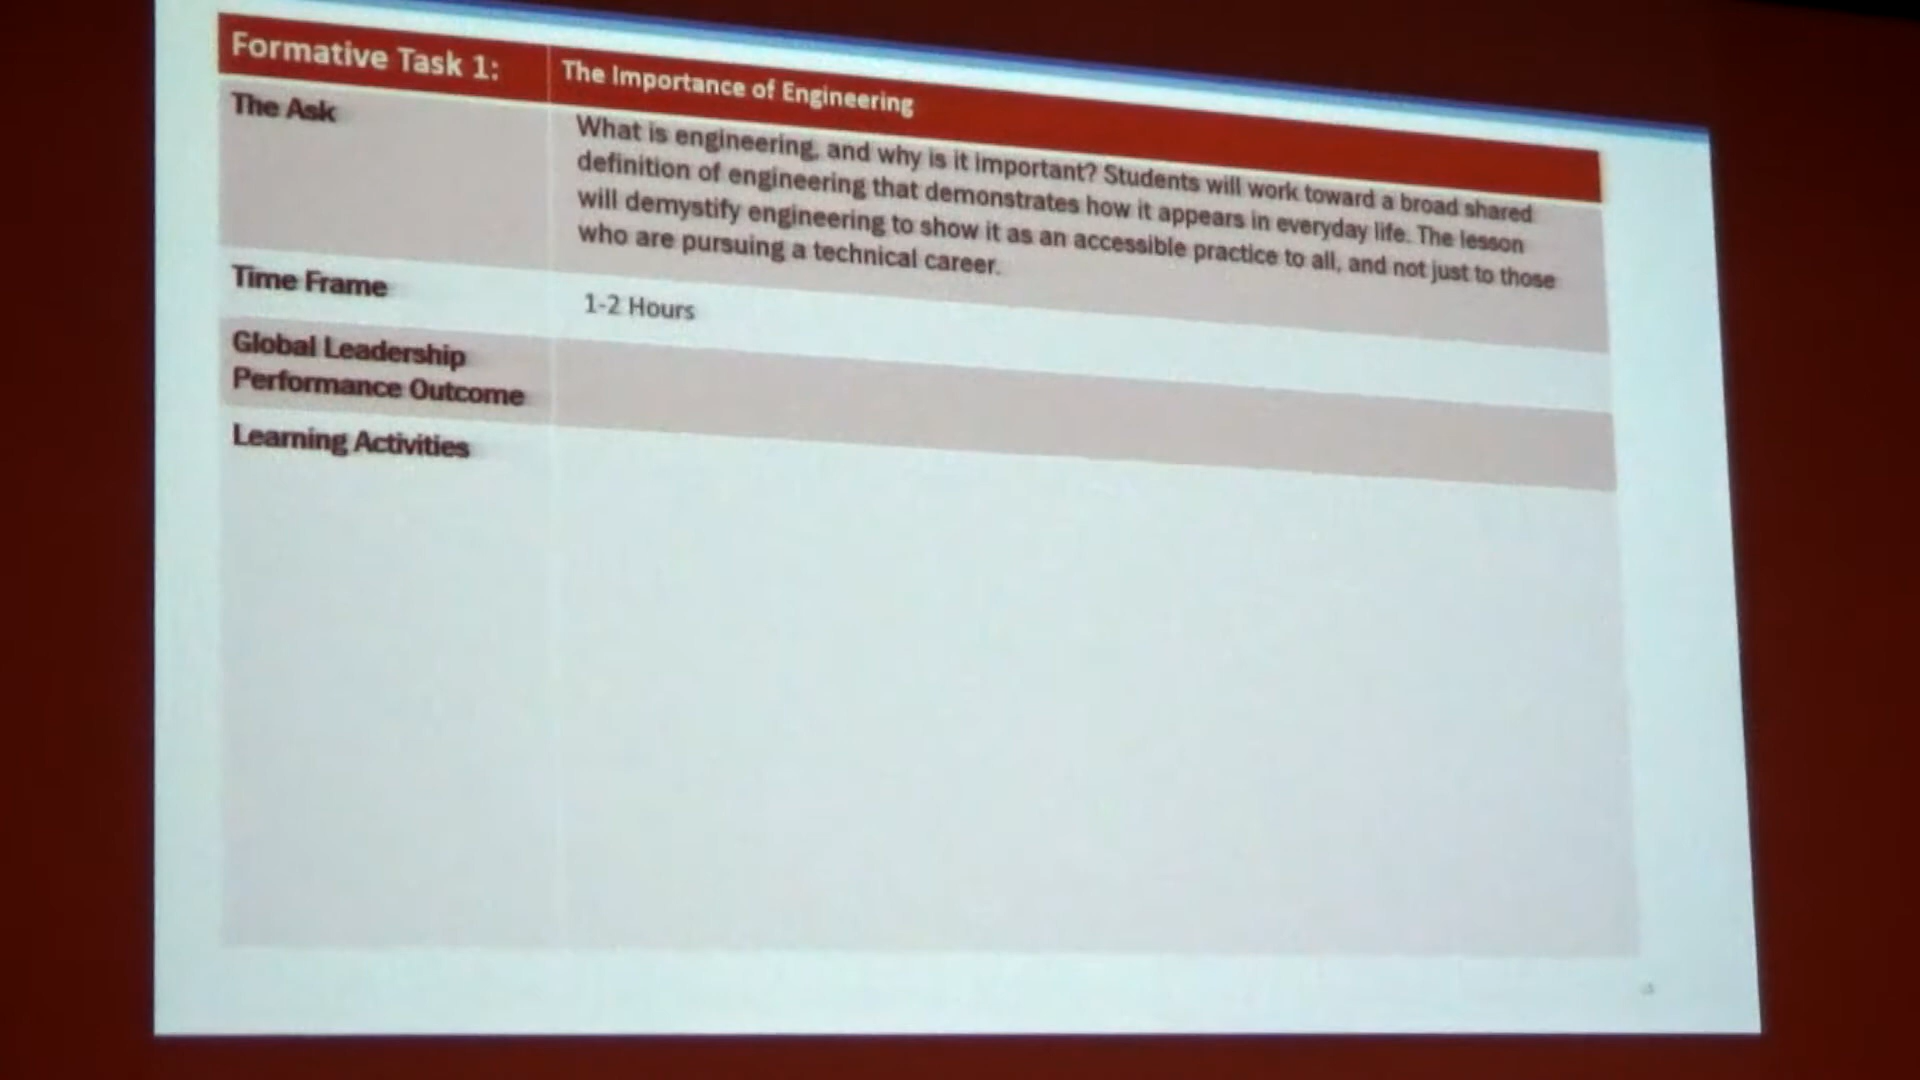 Formative Task 1:
The Importance of Engineering
The Ask
What is engineering, and why is it important? Students will work toward a broad shared
definition of engineering that demonstrates how it appears in everyday life. The lesson
will demystify engineering to show it as an accessible practice to all, and not just to those
who are pursuing a technical career.
Time Frame
1-2 Hours
Global Leadership
Performance Outcome
Learning Activities